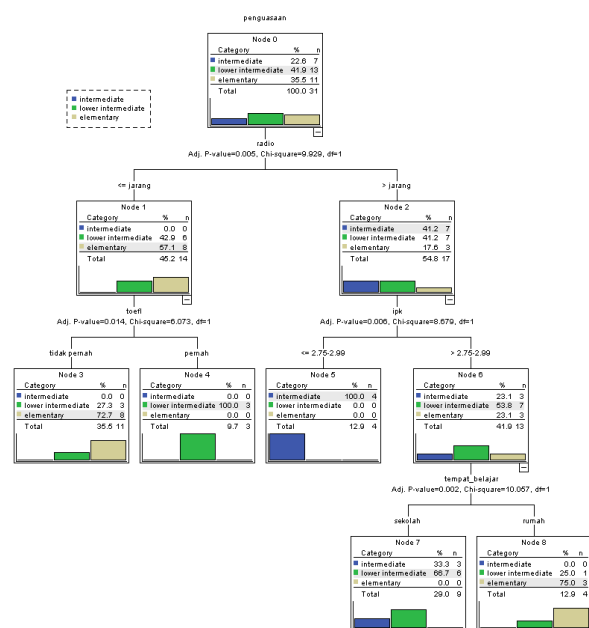 penguasaan
Node 0
Category % n
intermediate 22.6 7
lower intermediate 41.9 13
elementary 35.5 11
Total 100.0 31
intermediate
lower intermediate
elementary
radio
Adj. P-value=0.005, Chi-square=9.929, df=1
<= jarang
> jarang
Node 1
Category % n
intermediate 0.0 0
lower intermediate 42.9 6
elementary 57.1 8
Total 45.2 14
Node 2
Category % n
intermediate 41.2 7
lower intermediate 41.2 7
elementary 17.6 3
Total 54.8 17
toefl
Adj. P-value=0.014, Chi-square=6.073, df=1
ipk
Adj. P-value=0.006, Chi-square=8.679, df=1
tidak pernah
pernah
<= 2.75-2.99
> 2.75-2.99
Node 3
Category % n
intermediate 0.0 0
lower intermediate 27.3 3
elementary 72.7 8
Total 35.5 11
Node 4
Category % n
intermediate 0.0 0
lower intermediate 100.0 3
elementary 0.0 0
Total 9.7 3
Node 5
Category % n
intermediate 100.0 4
lower intermediate 0.0 0
elementary 0.0 0
Total 12.9 4
Node 6
Category % n
intermediate 23.1 3
lower intermediate 53.8 7
elementary 23.1 3
Total 41.9 13
tempat_belajar
Adj. P-value=0.002, Chi-square=10.057, df=1
sekolah
rumah
Node 7
Category % n
intermediate 33.3 3
lower intermediate 66.7 6
elementary 0.0 0
Total 29.0 9
Node 8
Category % n
intermediate 0.0 0
lower intermediate 25.0 1
elementary 75.0 3
Total 12.9 4